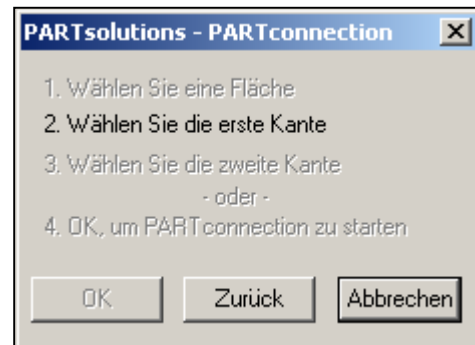 PARTsolutions - PARTconnection
1. Wählen Sie eine Fläche
2. Wählen Sie die erste Kante
3. Wählen Sie die zweite Kante
- oder -
4. OK, um PARTconnection zu starten
OK Zurück Abbrechen